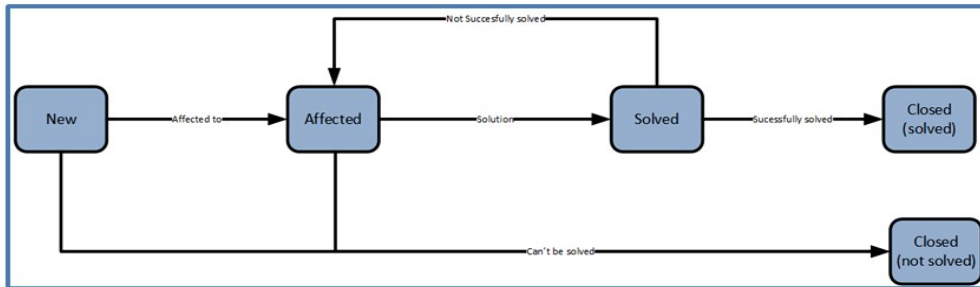 Not Succesfully solved
New
Affected to
Affected
Solution
Solved
Sucessfully solved
Closed
(solved)
Can't be solved
Closed
(not solved)